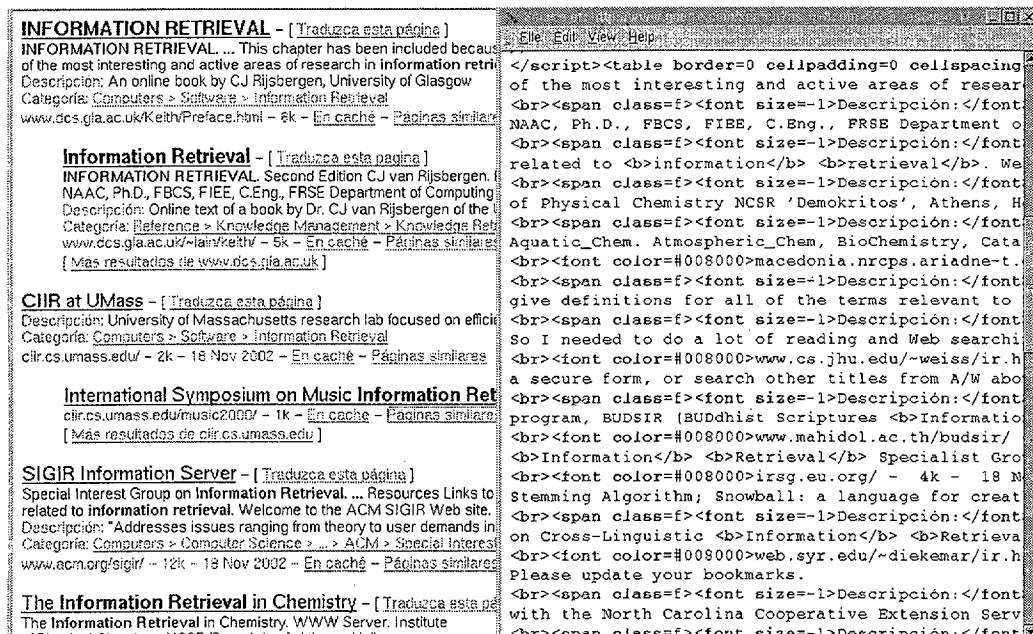 INFORMATION RETRIEVAL - [ Traduzca esta página ]
INFORMATION RETRIEVAL. ... This chapter has been included becaus
of the most interesting and active areas of research in information retri
Descripción: An online book by CJ Rijsbergen, University of Glasgow
Categoría: Computers > Software > Information Retrieval
www.dcs.gla.ac.uk/Keith/Preface.html - 6k - En caché - Páginas similare
Information Retrieval - [ Traduzca esta página ]
INFORMATION RETRIEVAL. Second Edition CJ van Rijsbergen.
NAAC, Ph.D., FBCS, FIEE, C.Eng., FRSE Department of Computing
Descripción: Online text of a book by Dr. CJ van Rijsbergen of the
Categoría: Reference > Knowledge Management > Knowledge Ret
www.dcs.gla.ac.uk/~iain/keith/ - 5k - En caché - Páginas similares
[ Más resultados de www.dcs.gla.ac.uk ]
CIIR at UMass - [ Traduzca esta página ]
Descripción: University of Massachusetts research lab focused on efficie
Categoría: Computers > Software > Information Retrieval
ciir.cs.umass.edu/ - 2k - 18 Nov 2002 - En caché - Páginas similares
International Symposium on Music Information Ret
ciir.cs.umass.edu/music2000/ - 1k - En caché - Páginas similare
[ Más resultados de ciir.cs.umass.edu ]
SIGIR Information Server - [ Traduzca esta página ]
Special Interest Group on Information Retrieval. ... Resources Links to
related to information retrieval. Welcome to the ACM SIGIR Web site.
Descripción: "Addresses issues ranging from theory to user demands in
Categoría: Computers > Computer Science > ... > ACM > Special Interest
www.acm.org/sigir/ - 12k - 18 Nov 2002 - En caché - Páginas similares
The Information Retrieval in Chemistry - [ Traduzca esta pá
The Information Retrieval in Chemistry. WWW Server. Institute
File Edit View Help
</script><table border=0 cellpadding=0 cellspacing
of the most interesting and active areas of resear
<br><span class=f><font size=-1>Descripción:</font
NAAC, Ph.D., FBCS, FIEE, C.Eng., FRSE Department o
<br><span class=f><font size=-1>Descripción:</font
related to <b>information</b> <b>retrieval</b>. We
<br><span class=f><font size=-1>Descripción:</font
of Physical Chemistry NCSR 'Demokritos', Athens, H
<br><span class=f><font size=-1>Descripción:</font
Aquatic_Chem. Atmospheric_Chem, BioChemistry, Cata
<br><font color=#008000>macedonia.nrcps.ariadne-t.
<br><span class=f><font size=-1>Descripción:</font
give definitions for all of the terms relevant to
<br><span class=f><font size=-1>Descripción:</font
So I needed to do a lot of reading and Web searchi
<br><font color=#008000>www.cs.jhu.edu/~weiss/ir.h
a secure form, or search other titles from A/W abo
<br><span class=f><font size=-1>Descripción:</font
program, BUDSIR (BUDdhist Scriptures <b>Informatio
<br><font color=#008000>www.mahidol.ac.th/budsir/
<b>Information</b> <b>Retrieval</b> Specialist Gro
<br><font color=#008000>irsg.eu.org/ - 4k - 18 N
Stemming Algorithm; Snowball: a language for creat
<br><span class=f><font size=-1>Descripción:</font
on Cross-Linguistic <b>Information</b> <b>Retrieva
<br><font color=#008000>web.syr.edu/~diekemar/ir.h
Please update your bookmarks.
<br><span class=f><font size=-1>Descripción:</font
with the North Carolina Cooperative Extension Serv
<br><span class=f><font size=-1>Descripción:</font